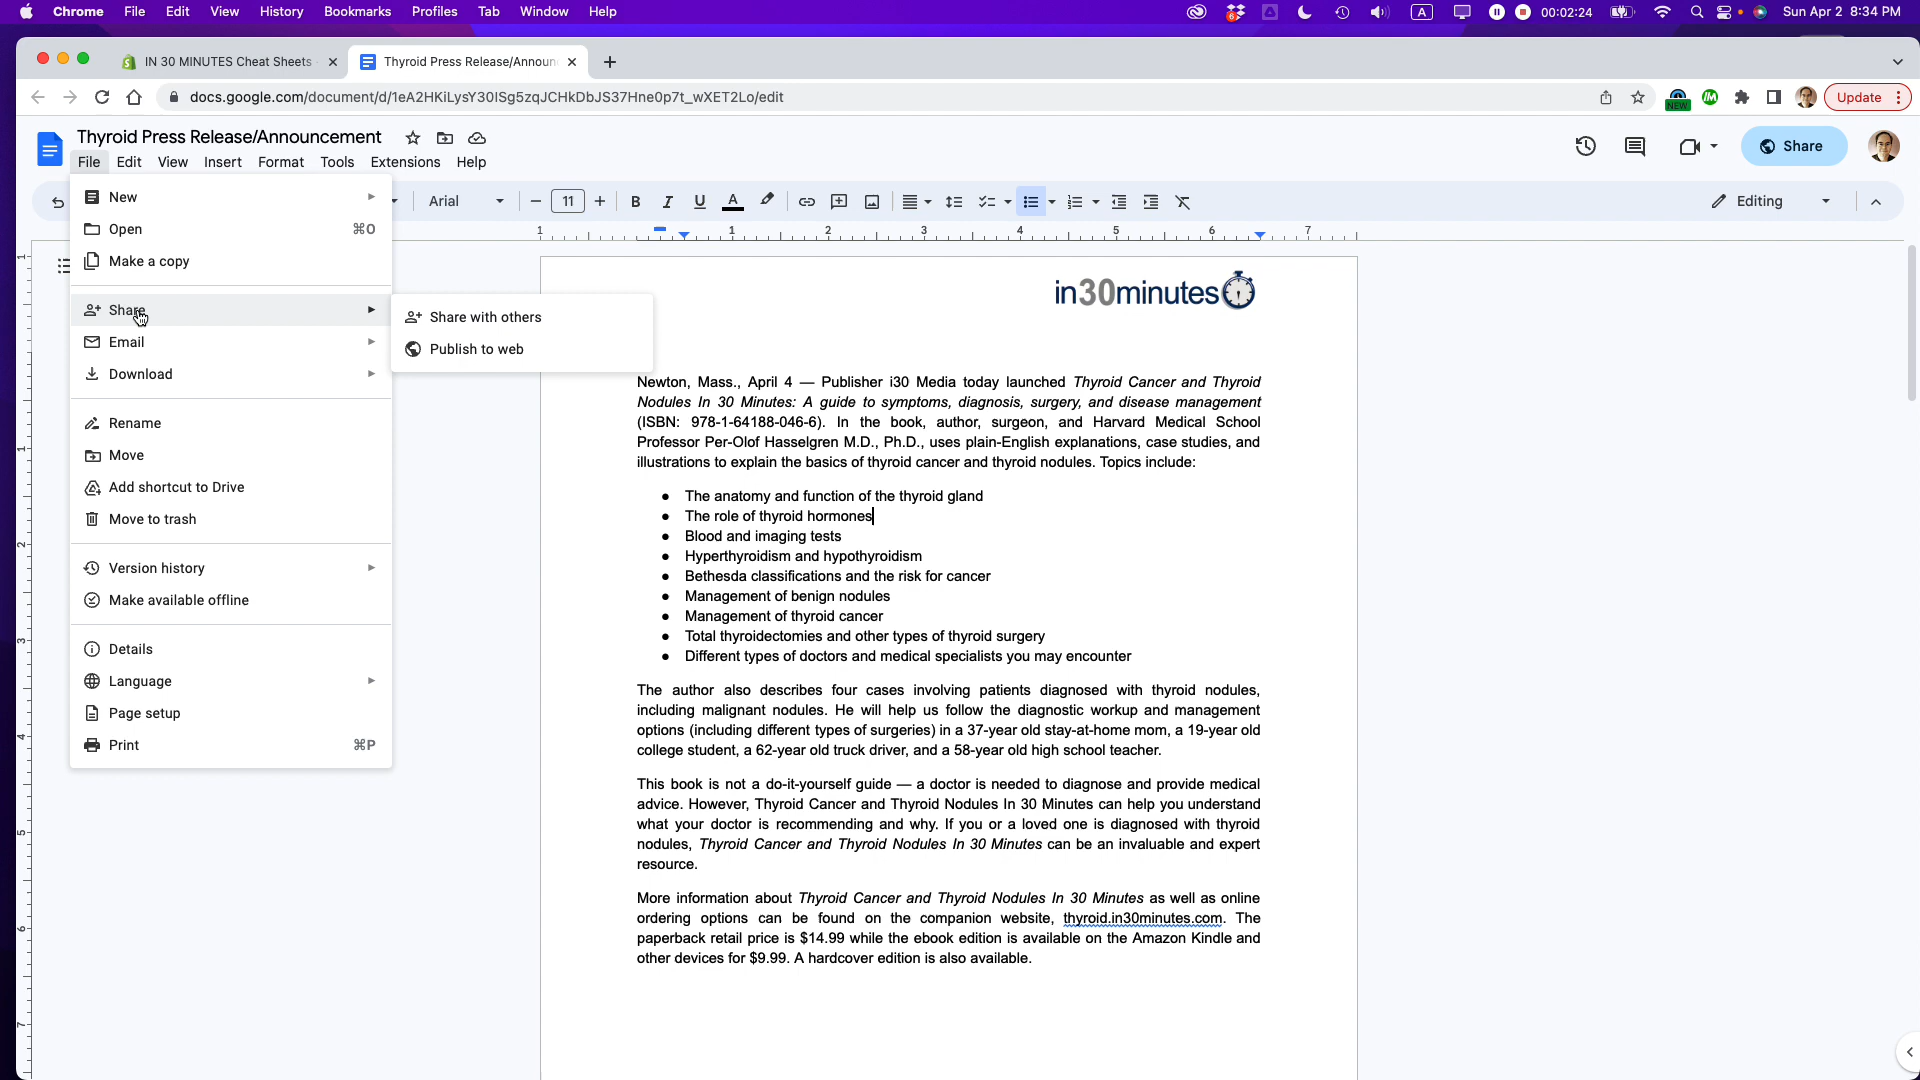 Chrome File Edit View History Bookmarks Profiles Tab Window Help A 00:02:24 Sun Apr 2 8:34 PM
IN 30 MINUTES Cheat Sheets Thyroid Press Release/Announ
docs.google.com/document/d/1eA2HKiLysY30ISg5zqJCHkDbJS37Hne0p7t_wXET2Lo/edit NEW Update
Thyroid Press Release/Announcement
File Edit View Insert Format Tools Extensions Help
Share
Arial 11 B I U A Editing
New
Open ⌘O
Make a copy
Share
Email
Download
Rename
Move
Add shortcut to Drive
Move to trash
Version history
Make available offline
Details
Language
Page setup
Print ⌘P
Share with others
Publish to web
1 1 2 3 4 5 6 7
1
1
2
3
4
5
6
7
in30minutes
Newton, Mass., April 4 — Publisher i30 Media today launched Thyroid Cancer and Thyroid
Nodules In 30 Minutes: A guide to symptoms, diagnosis, surgery, and disease management
(ISBN: 978-1-64188-046-6). In the book, author, surgeon, and Harvard Medical School
Professor Per-Olof Hasselgren M.D., Ph.D., uses plain-English explanations, case studies, and
illustrations to explain the basics of thyroid cancer and thyroid nodules. Topics include:
● The anatomy and function of the thyroid gland
● The role of thyroid hormones
● Blood and imaging tests
● Hyperthyroidism and hypothyroidism
● Bethesda classifications and the risk for cancer
● Management of benign nodules
● Management of thyroid cancer
● Total thyroidectomies and other types of thyroid surgery
● Different types of doctors and medical specialists you may encounter
The author also describes four cases involving patients diagnosed with thyroid nodules,
including malignant nodules. He will help us follow the diagnostic workup and management
options (including different types of surgeries) in a 37-year old stay-at-home mom, a 19-year old
college student, a 62-year old truck driver, and a 58-year old high school teacher.
This book is not a do-it-yourself guide — a doctor is needed to diagnose and provide medical
advice. However, Thyroid Cancer and Thyroid Nodules In 30 Minutes can help you understand
what your doctor is recommending and why. If you or a loved one is diagnosed with thyroid
nodules, Thyroid Cancer and Thyroid Nodules In 30 Minutes can be an invaluable and expert
resource.
More information about Thyroid Cancer and Thyroid Nodules In 30 Minutes as well as online
ordering options can be found on the companion website, thyroid.in30minutes.com. The
paperback retail price is $14.99 while the ebook edition is available on the Amazon Kindle and
other devices for $9.99. A hardcover edition is also available.